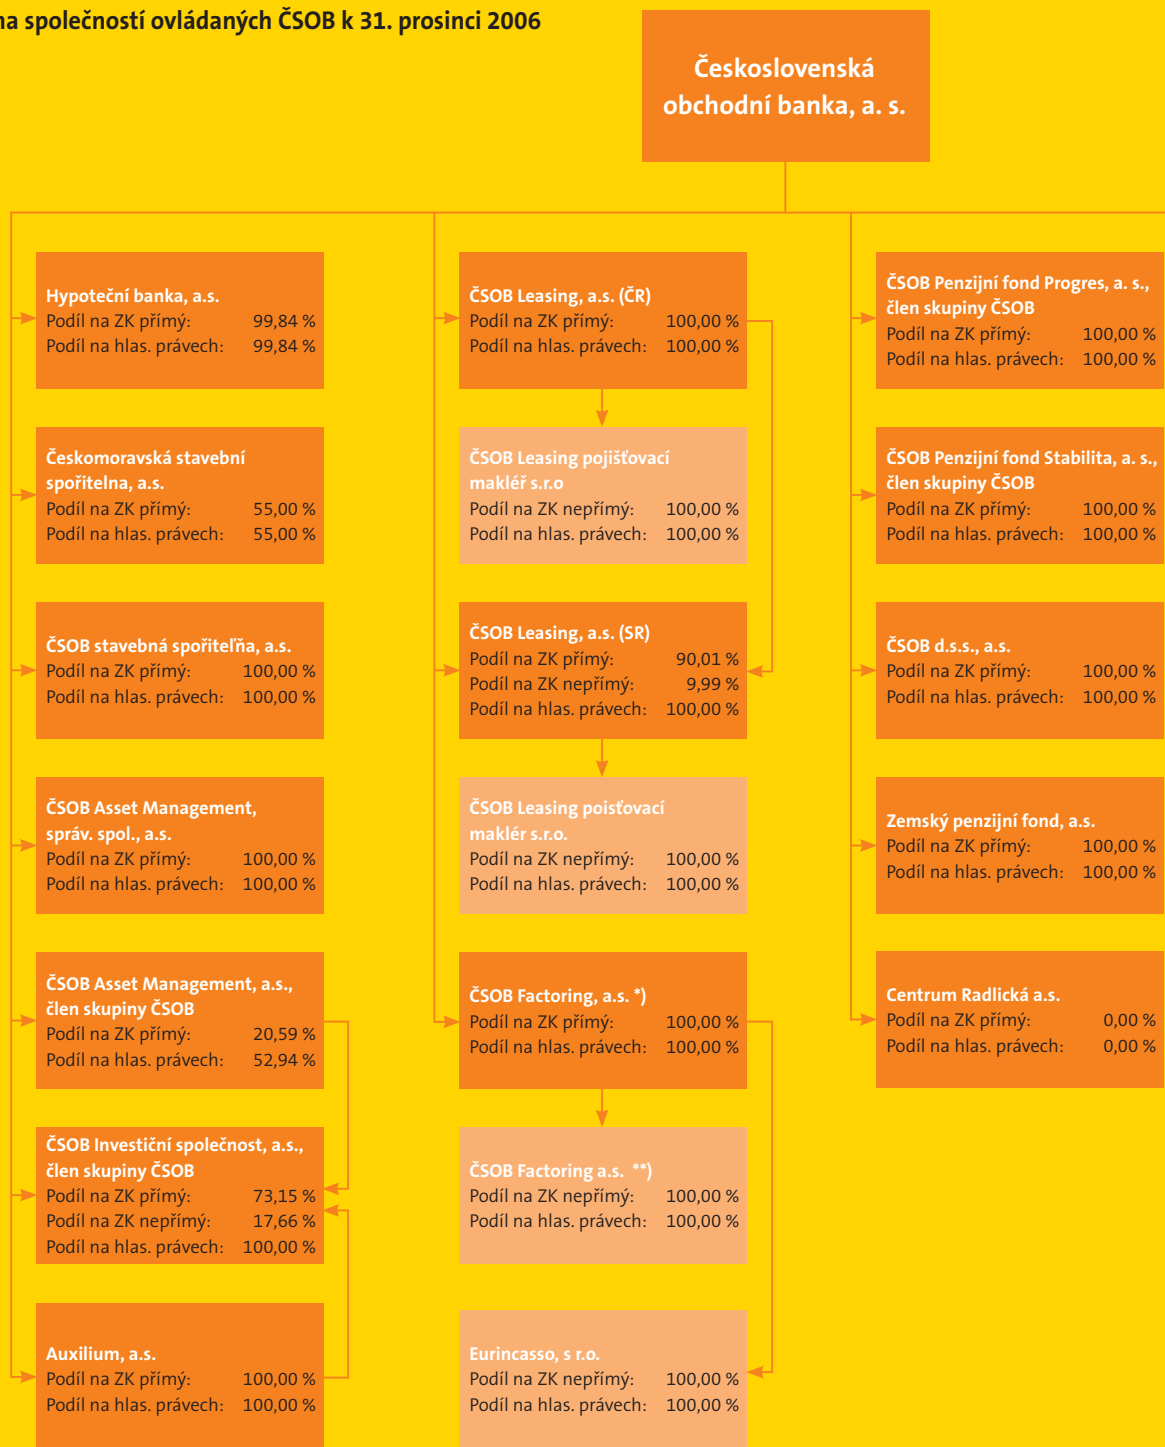 na společností ovládaných ČSOB k 31. prosinci 2006
Československá
obchodní banka, a. s.
Hypoteční banka, a.s.
Podíl na ZK přímý: 99,84 %
Podíl na hlas. právech: 99,84 %
Českomoravská stavební
spořitelna, a.s.
Podíl na ZK přímý: 55,00 %
Podíl na hlas. právech: 55,00 %
ČSOB stavebná spořiteľňa, a.s.
Podíl na ZK přímý: 100,00 %
Podíl na hlas. právech: 100,00 %
ČSOB Asset Management,
správ. spol., a.s.
Podíl na ZK přímý: 100,00 %
Podíl na hlas. právech: 100,00 %
ČSOB Asset Management, a.s.,
člen skupiny ČSOB
Podíl na ZK přímý: 20,59 %
Podíl na hlas. právech: 52,94 %
ČSOB Investiční společnost, a.s.,
člen skupiny ČSOB
Podíl na ZK přímý: 73,15 %
Podíl na ZK nepřímý: 17,66 %
Podíl na hlas. právech: 100,00 %
Auxilium, a.s.
Podíl na ZK přímý: 100,00 %
Podíl na hlas. právech: 100,00 %
ČSOB Leasing, a.s. (ČR)
Podíl na ZK přímý: 100,00 %
Podíl na hlas. právech: 100,00 %
ČSOB Leasing pojišťovací
makléř s.r.o
Podíl na ZK nepřímý: 100,00 %
Podíl na hlas. právech: 100,00 %
ČSOB Leasing, a.s. (SR)
Podíl na ZK přímý: 90,01 %
Podíl na ZK nepřímý: 9,99 %
Podíl na hlas. právech: 100,00 %
ČSOB Leasing poisťovací
maklér s.r.o.
Podíl na ZK nepřímý: 100,00 %
Podíl na hlas. právech: 100,00 %
ČSOB Factoring, a.s. *)
Podíl na ZK přímý: 100,00 %
Podíl na hlas. právech: 100,00 %
ČSOB Factoring a.s. **)
Podíl na ZK nepřímý: 100,00 %
Podíl na hlas. právech: 100,00 %
Eurincasso, s r.o.
Podíl na ZK nepřímý: 100,00 %
Podíl na hlas. právech: 100,00 %
ČSOB Penzijní fond Progres, a. s.,
člen skupiny ČSOB
Podíl na ZK přímý: 100,00 %
Podíl na hlas. právech: 100,00 %
ČSOB Penzijní fond Stabilita, a. s.,
člen skupiny ČSOB
Podíl na ZK přímý: 100,00 %
Podíl na hlas. právech: 100,00 %
ČSOB d.s.s., a.s.
Podíl na ZK přímý: 100,00 %
Podíl na hlas. právech: 100,00 %
Zemský penzijní fond, a.s.
Podíl na ZK přímý: 100,00 %
Podíl na hlas. právech: 100,00 %
Centrum Radlická a.s.
Podíl na ZK přímý: 0,00 %
Podíl na hlas. právech: 0,00 %